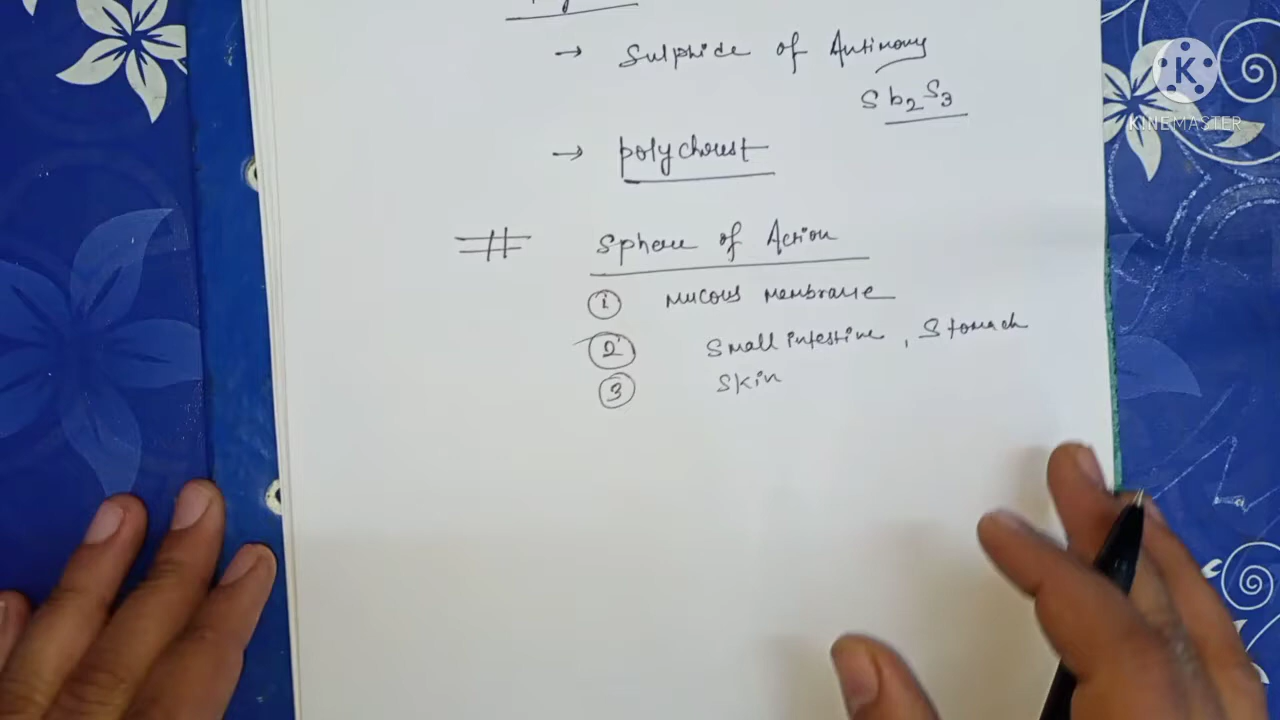 → Sulphide of Antimony
Sb2S3
→ polychrest
# Sphere of Action
① Mucous membrane
② Small intestine, Stomach
③ Skin
K
KINEMASTER